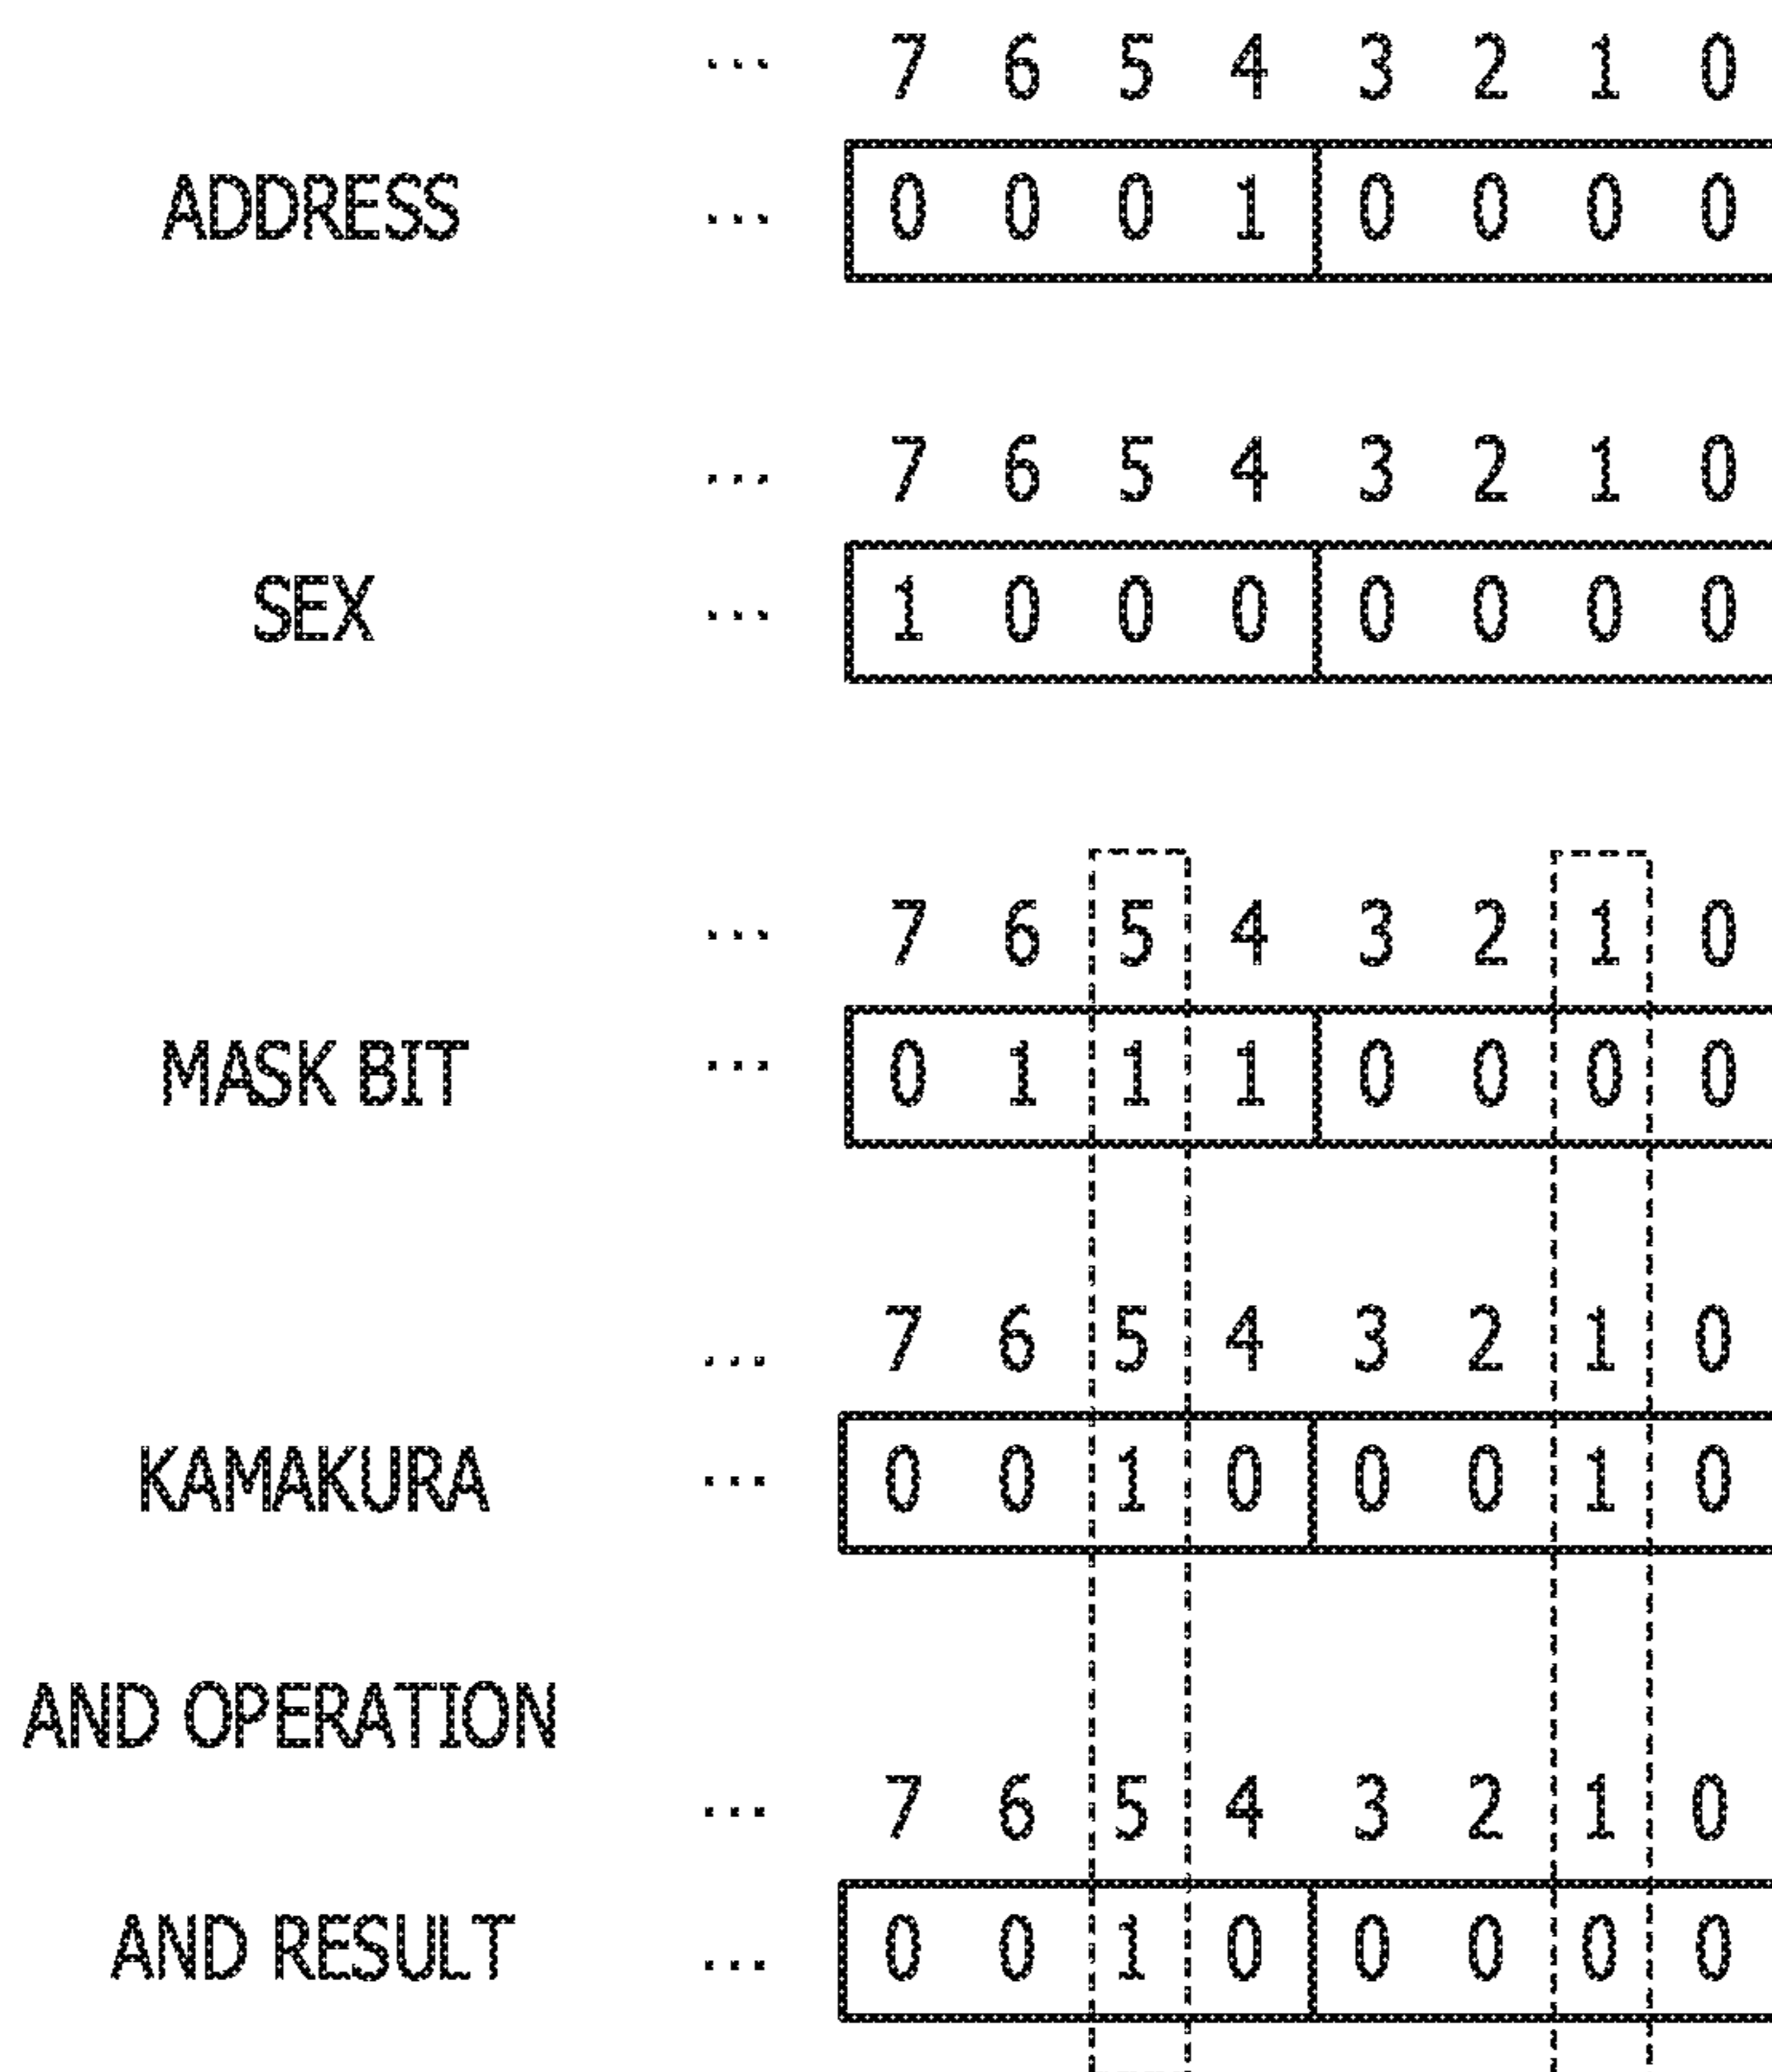 ... 7 6 5 4 3 2 1 0
ADDRESS ... 0 0 0 1 0 0 0 0
... 7 6 5 4 3 2 1 0
SEX ... 1 0 0 0 0 0 0 0
... 7 6 5 4 3 2 1 0
MASK BIT ... 0 1 1 1 0 0 0 0
... 7 6 5 4 3 2 1 0
KAMAKURA ... 0 0 1 0 0 0 1 0
AND OPERATION
... 7 6 5 4 3 2 1 0
AND RESULT ... 0 0 1 0 0 0 0 0